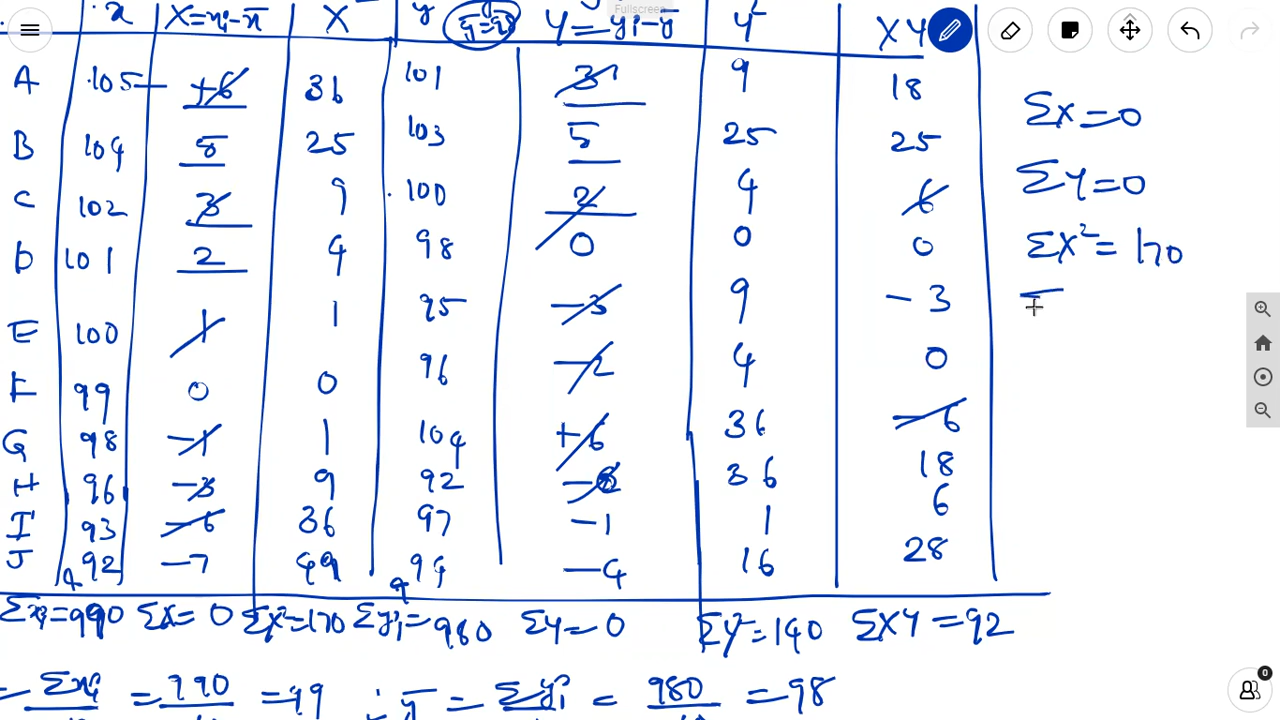 Fullscreen
x X=xi-x̅ X² y y̅=98 Y=yi-y̅ y² XY
A 105 +6 36 101 3 9 18
B 104 5 25 103 5 25 25
C 102 3 9 100 2 4 6
D 101 2 4 98 0 0 0
E 100 1 1 95 -3 9 -3
F 99 0 0 96 -2 4 0
G 98 -1 1 104 +6 36 -6
H 96 -3 9 92 -6 36 18
I 93 -6 36 97 -1 1 6
J 92 -7 49 94 -4 16 28
Σxi=990 ΣX=0 ΣX²=170 Σyi=980 ΣY=0 ΣY²=140 ΣXY=92
= Σxi = 990 = 99 ; y̅ = Σyi = 980 = 98
ΣX=0
ΣY=0
ΣX²=170
0